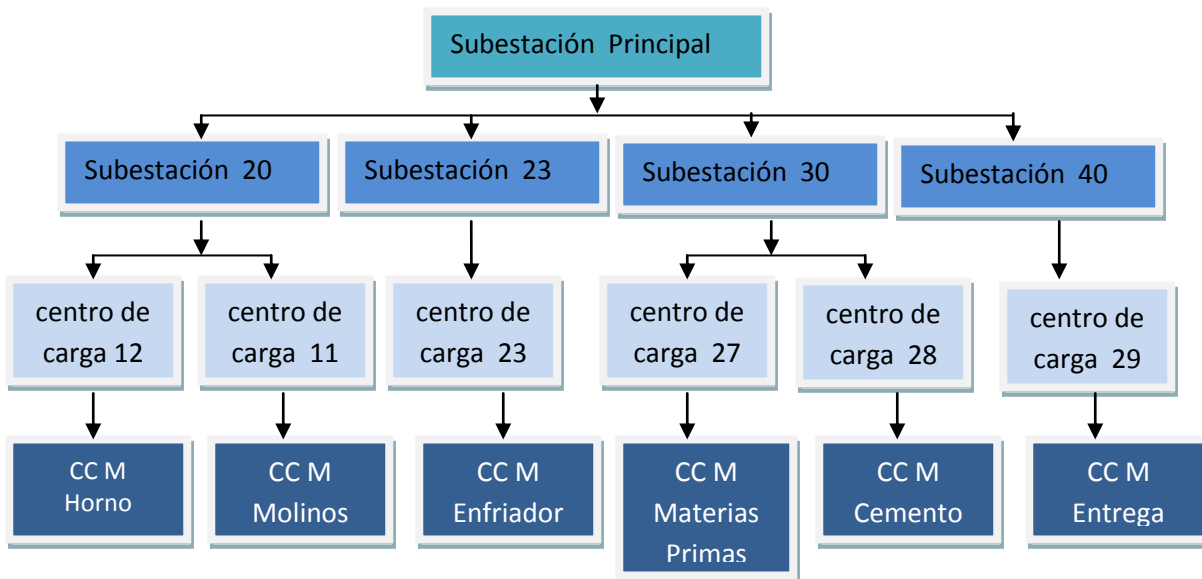 Subestación Principal
Subestación 20
Subestación 23
Subestación 30
Subestación 40
centro de
carga 12
centro de
carga 11
centro de
carga 23
centro de
carga 27
centro de
carga 28
centro de
carga 29
CC M
Horno
CC M
Molinos
CC M
Enfriador
CC M
Materias
Primas
CC M
Cemento
CC M
Entrega